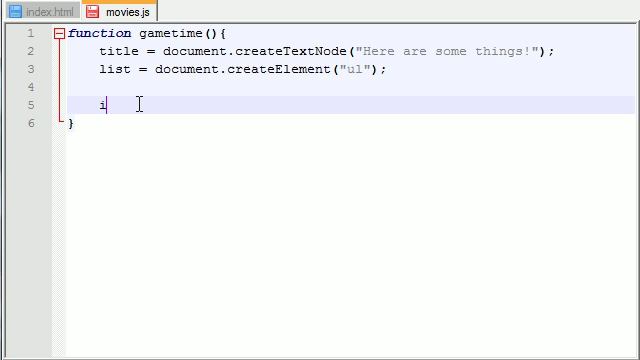 index.html movies.js
1 function gametime(){
2 title = document.createTextNode("Here are some things!");
3 list = document.createElement("ul");
4
5 i
6 }